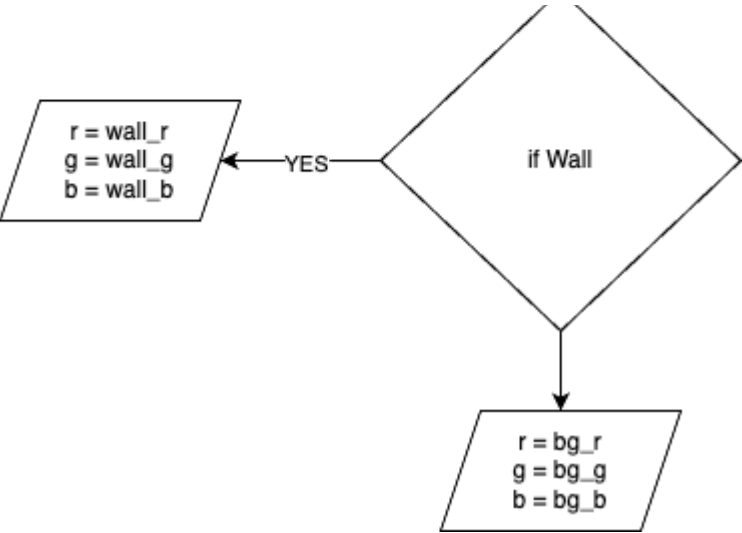 r = wall_r
g = wall_g
b = wall_b
YES
if Wall
r = bg_r
g = bg_g
b = bg_b